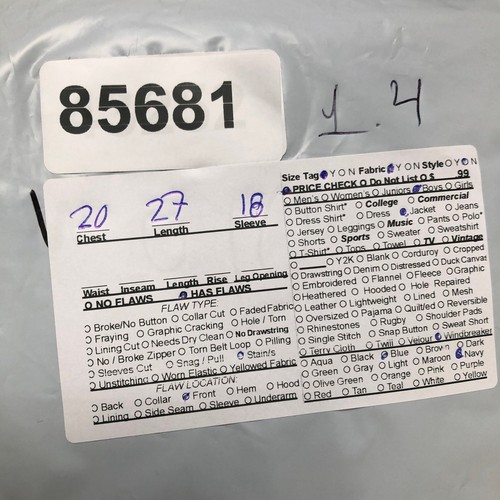 85681
1.4
20 27 18
Chest Length Sleeve
Waist Inseam Length Rise Leg Opening
O NO FLAWS O HAS FLAWS
FLAW TYPE:
O Broke/No Button O Collar Cut O Faded Fabric
O Fraying O Graphic Cracking O Hole / Torn
O Lining Cut O Needs Dry Clean O No Drawstring
O No / Broke Zipper O Torn Belt Loop O Pilling
O Sleeves Cut O Snag / Pull O Stain/s
O Unstitching O Worn Elastic O Yellowed Fabric
FLAW LOCATION:
O Back O Collar O Front O Hem O Hood
O Lining O Side Seam O Sleeve O Underarm
Size Tag O Y O N Fabric O Y O N Style O Y O N
O PRICE CHECK O Do Not List O $ 99
O Men's O Women's O Juniors O Boys O Girls
O Button Shirt* O College O Commercial
O Dress Shirt* O Dress O Jacket O Jeans
O Jersey O Leggings O Music O Pants O Polo*
O Shorts O Sports O Sweater O Sweatshirt
O T-Shirt* O Tops O Towel O TV O Vintage
O O Y2K O Blank O Corduroy O Cropped
O Drawstring O Denim O Distressed O Duck Canvas
O Embroidered O Flannel O Fleece O Graphic
O Heathered O Hooded O Hole Repaired
O Leather O Lightweight O Lined O Mesh
O Oversized O Pajama O Quilted O Reversible
O Rhinestones O Rugby O Shoulder Pads
O Single Stitch O Snap Button O Sweat Short
O Terry Cloth O Twill O Velour O Windbreaker
O Aqua O Black O Blue O Brown O Dark
O Green O Gray O Light O Maroon O Navy
O Olive Green O Orange O Pink O Purple
O Red O Tan O Teal O White O Yellow